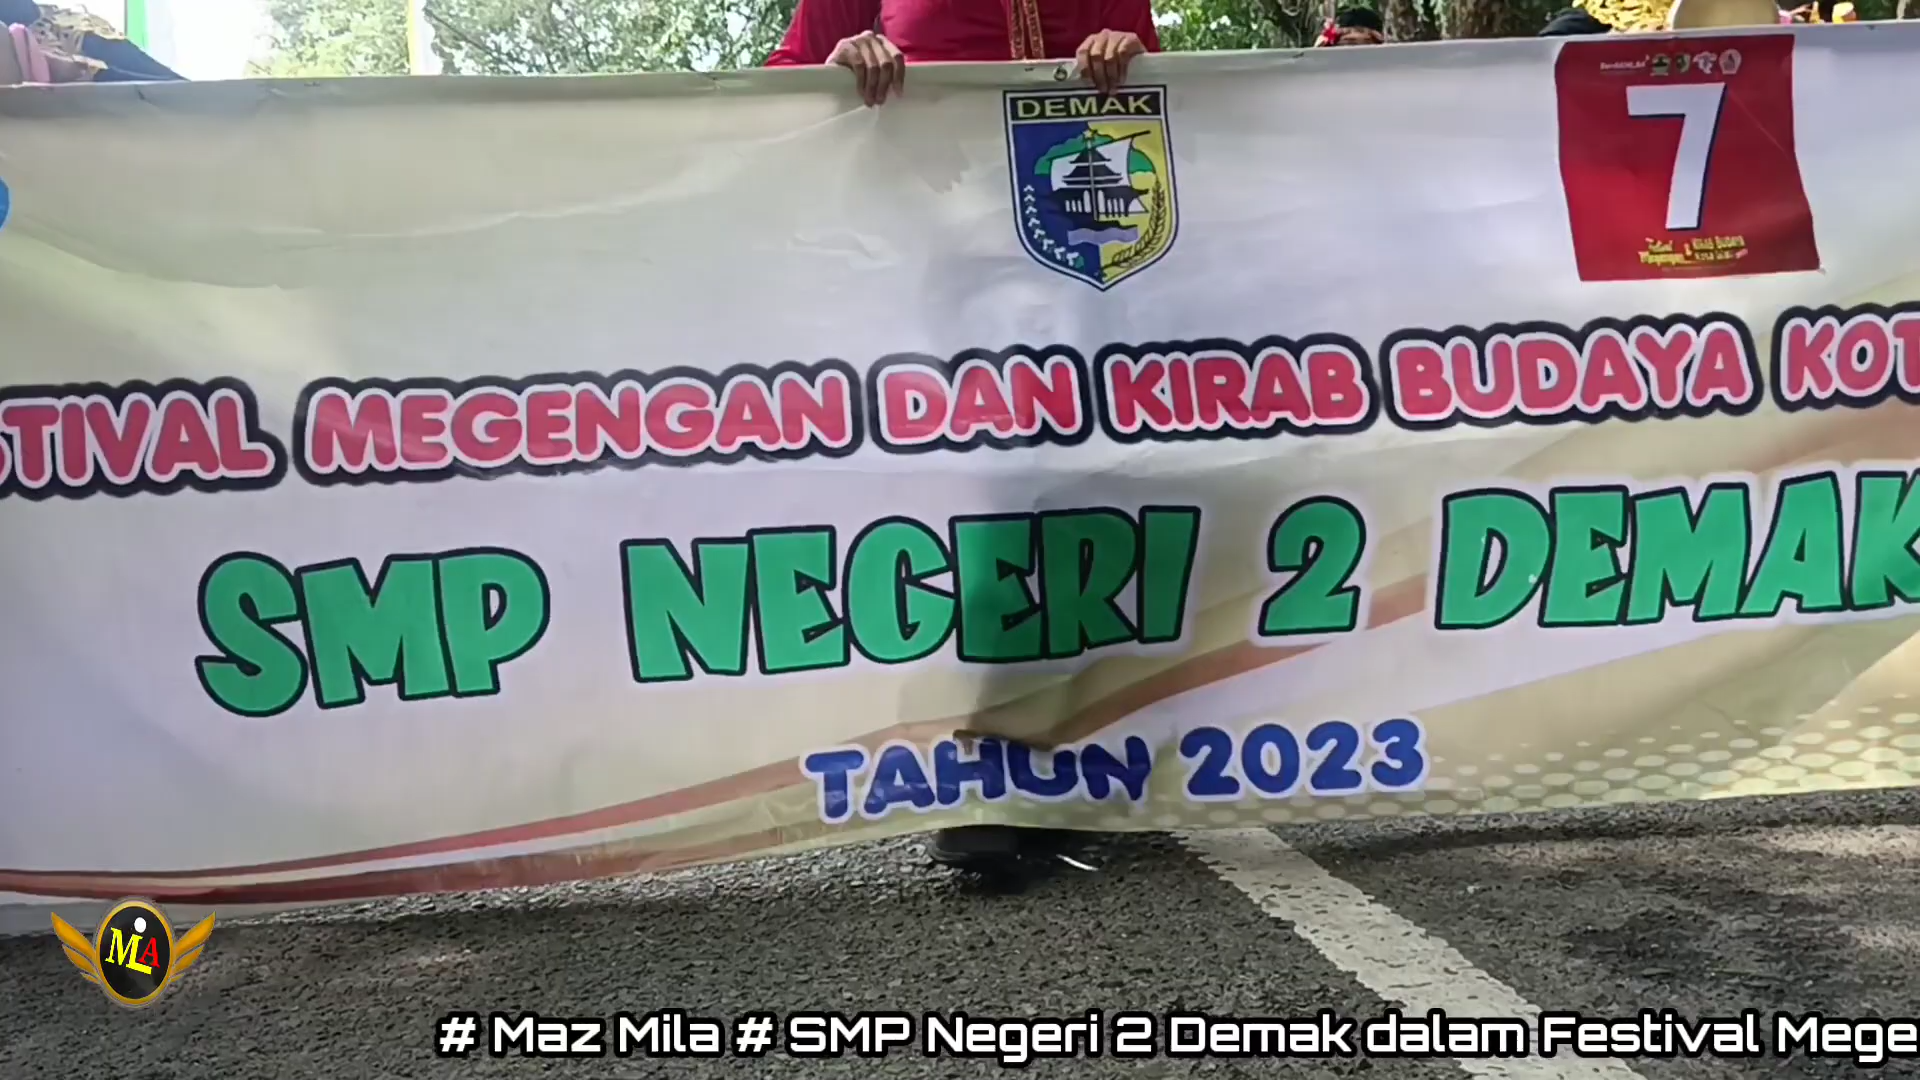 DEMAK
7
STIVAL MEGENGAN DAN KIRAB BUDAYA KOT
SMP NEGERI 2 DEMAK
TAHUN 2023
MLA
# Maz Mila # SMP Negeri 2 Demak dalam Festival Mege